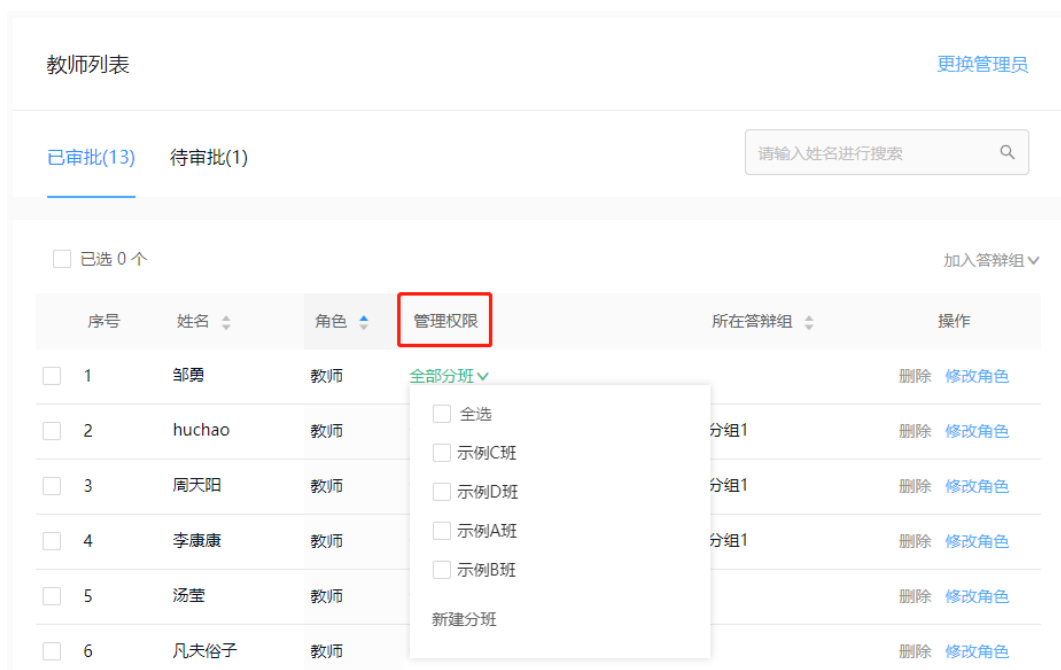 教师列表 更换管理员
已审批(13) 待审批(1) 请输入姓名进行搜索
已选 0 个 加入答辩组
序号 姓名 角色 管理权限 所在答辩组 操作
1 邹勇 教师 全部分班 删除 修改角色
全选
2 huchao 教师 分组1 删除 修改角色
示例C班
3 周天阳 教师 示例D班 分组1 删除 修改角色
示例A班
4 李康康 教师 分组1 删除 修改角色
示例B班
5 汤莹 教师 删除 修改角色
新建分班
6 凡夫俗子 教师 删除 修改角色